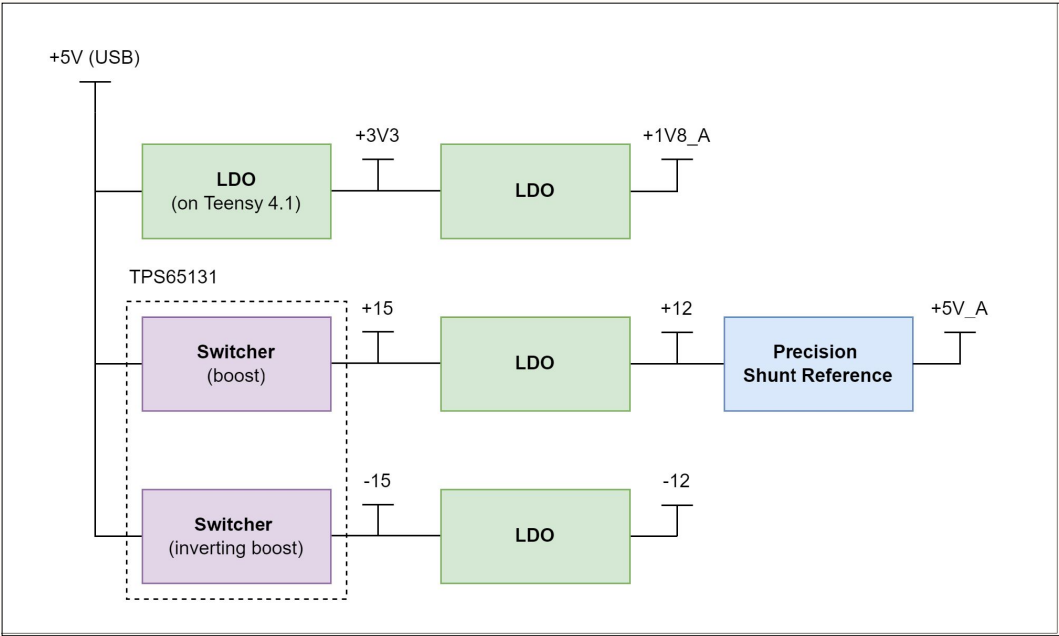 +5V (USB)
+3V3
+1V8_A
LDO
(on Teensy 4.1)
LDO
TPS65131
+15
+12
+5V_A
Switcher
(boost)
LDO
Precision
Shunt Reference
-15
-12
Switcher
(inverting boost)
LDO